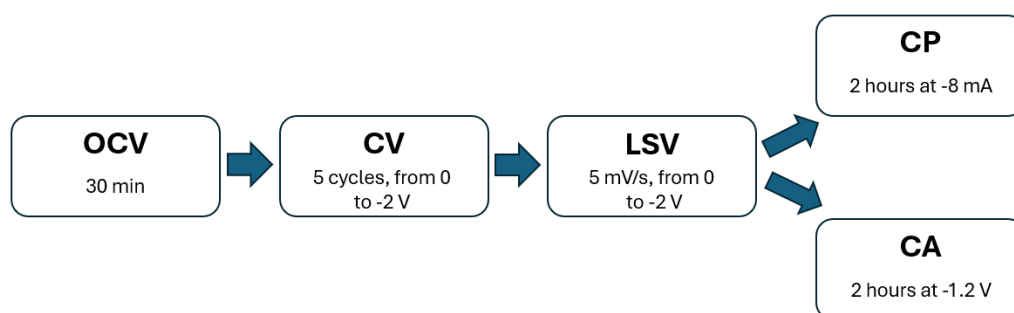 OCV
30 min
CV
5 cycles, from 0
to -2 V
LSV
5 mV/s, from 0
to -2 V
CP
2 hours at -8 mA
CA
2 hours at -1.2 V